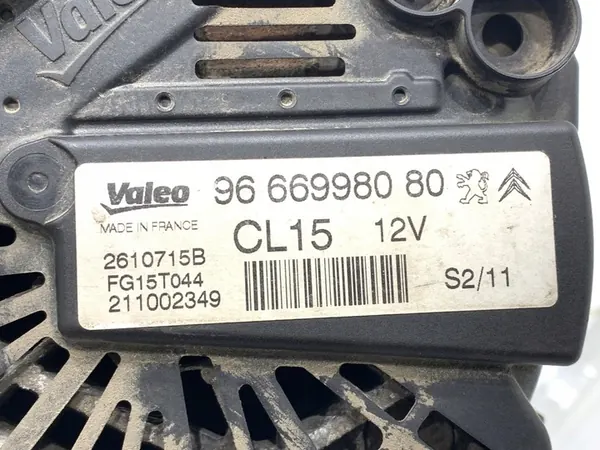 Valeo
Valeo 96 669980 80
MADE IN FRANCE CL15 12V
2610715B
FG15T044 S2/11
211002349